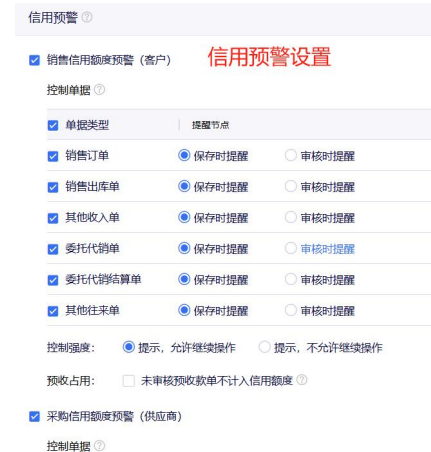 信用预警
销售信用额度预警（客户） 信用预警设置
控制单据
单据类型 提醒节点
销售订单 保存时提醒 审核时提醒
销售出库单 保存时提醒 审核时提醒
其他收入单 保存时提醒 审核时提醒
委托代销单 保存时提醒 审核时提醒
委托代销结算单 保存时提醒 审核时提醒
其他往来单 保存时提醒 审核时提醒
控制强度： 提示，允许继续操作 提示，不允许继续操作
预收占用： 未审核预收款单不计入信用额度
采购信用额度预警（供应商）
控制单据